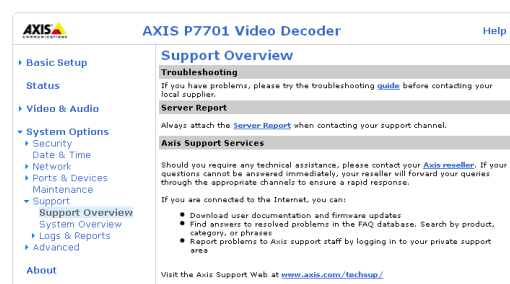 AXIS
COMMUNICATIONS
AXIS P7701 Video Decoder
Help
Basic Setup
Status
Video & Audio
System Options
Security
Date & Time
Network
Ports & Devices
Maintenance
Support
Support Overview
System Overview
Logs & Reports
Advanced
About
Support Overview
Troubleshooting
If you have problems, please try the troubleshooting guide before contacting your
local supplier.
Server Report
Always attach the Server Report when contacting your support channel.
Axis Support Services
Should you require any technical assistance, please contact your Axis reseller. If your
questions cannot be answered immediately, your reseller will forward your queries
through the appropriate channels to ensure a rapid response.
If you are connected to the Internet, you can:
Download user documentation and firmware updates
Find answers to resolved problems in the FAQ database. Search by product,
category, or phrases
Report problems to Axis support staff by logging in to your private support
area
Visit the Axis Support Web at www.axis.com/techsup/